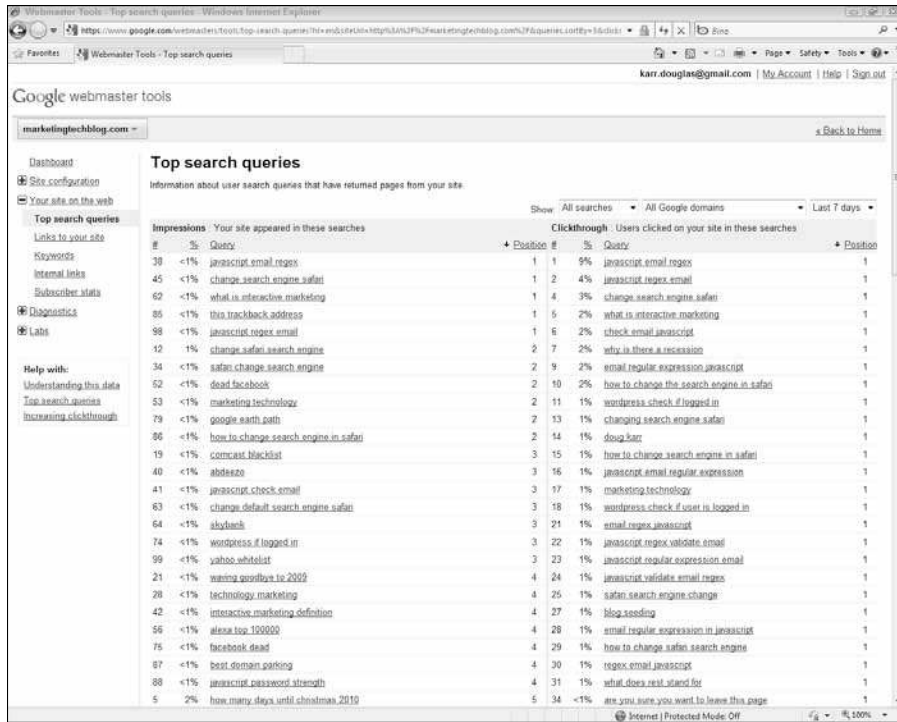 Webmaster Tools - Top search queries - Windows Internet Explorer
Bing
Favorites Webmaster Tools - Top search queries Page Safety Tools
karr.douglas@gmail.com | My Account | Help | Sign out
Google webmaster tools
marketingtechblog.com « Back to Home
Dashboard
Site configuration
Your site on the web
Top search queries
Links to your site
Keywords
Internal links
Subscriber stats
Diagnostics
Labs
Help with:
Understanding this data
Top search queries
Increasing clickthrough
Top search queries
Information about user search queries that have returned pages from your site.
Show: All searches All Google domains Last 7 days
Impressions : Your site appeared in these searches
# % Query Position
38 <1% javascript email regex 1
45 <1% change search engine safari 1
62 <1% what is interactive marketing 1
85 <1% this trackback address 1
98 <1% javascript regex email 1
12 1% change safari search engine 2
34 <1% safari change search engine 2
52 <1% dead facebook 2
53 <1% marketing technology 2
79 <1% google earth path 2
86 <1% how to change search engine in safari 2
19 <1% comcast blacklist 3
40 <1% abdeezo 3
41 <1% javascript check email 3
63 <1% change default search engine safari 3
64 <1% skybank 3
74 <1% wordpress if logged in 3
99 <1% yahoo whitelist 3
21 <1% waving goodbye to 2009 4
28 <1% technology marketing 4
42 <1% interactive marketing definition 4
56 <1% alexa top 100000 4
75 <1% facebook dead 4
87 <1% best domain parking 4
88 <1% javascript password strength 4
5 2% how many days until christmas 2010 5
Clickthrough : Users clicked on your site in these searches
# % Query Position
1 9% javascript email regex 1
2 4% javascript regex email 1
4 3% change search engine safari 1
5 2% what is interactive marketing 1
6 2% check email javascript 1
7 2% why is there a recession 1
9 2% email regular expression javascript 1
10 2% how to change the search engine in safari 1
11 1% wordpress check if logged in 1
13 1% changing search engine safari 1
14 1% doug karr 1
15 1% how to change search engine safari 1
16 1% javascript email regular expression 1
17 1% marketing technology 1
18 1% wordpress check if user is logged in 1
21 1% email regex javascript 1
22 1% javascript regex validate email 1
23 1% javascript regular expression email 1
24 1% javascript validate email regex 1
25 1% safari search engine change 1
27 1% blog seeding 1
28 1% email regular expression in javascript 1
29 1% how to change safari search engine 1
30 1% regex email javascript 1
31 1% what does rest stand for 1
34 <1% are you sure you want to leave this page 1
Internet | Protected Mode: Off 100%